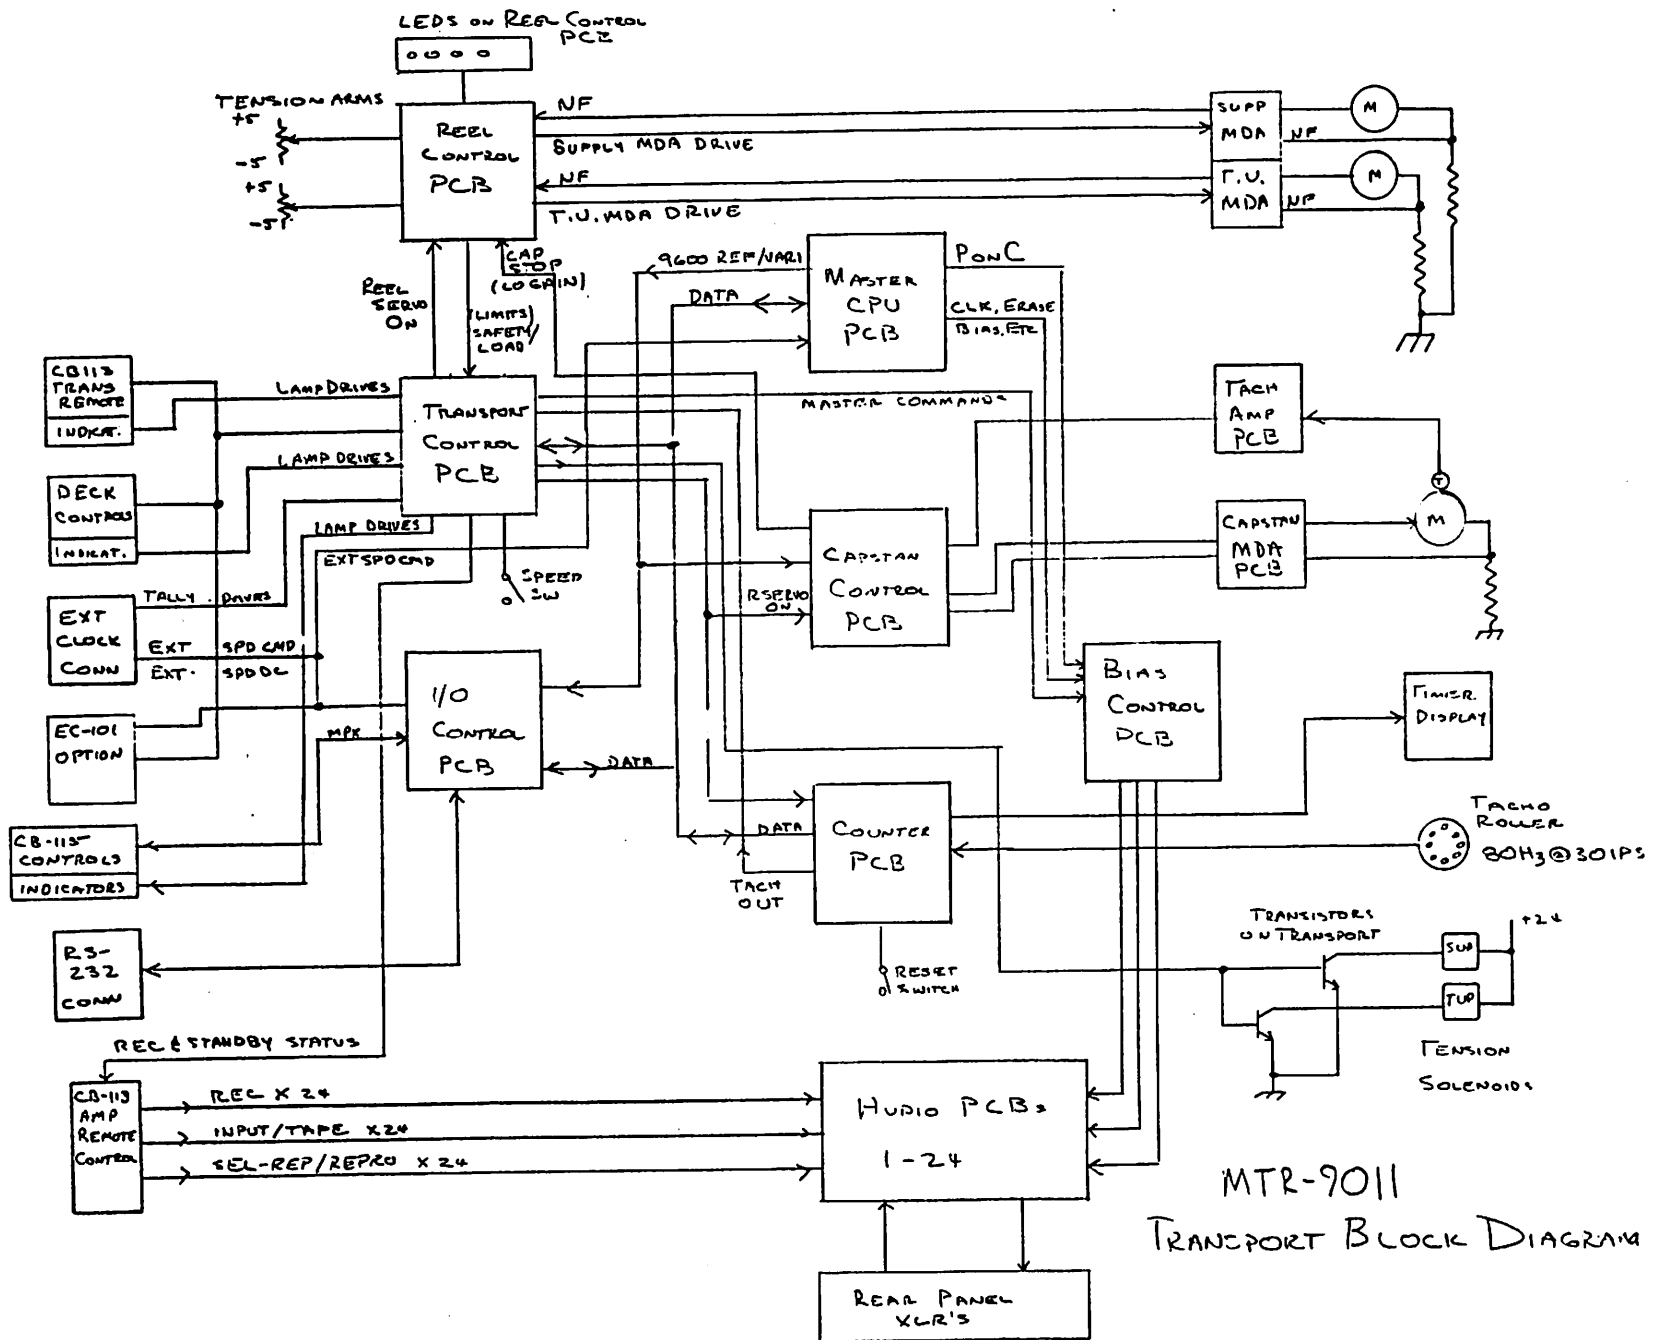 LEDS ON REEL CONTROL
PCB
TENSION ARMS
+5
-5
+5
-5
REEL
CONTROL
PCB
NF
SUPPLY MDA DRIVE
NF
T.U. MDA DRIVE
SUPP
MDA
NF
T.U.
MDA
NF
M
M
REEL
SERVO
ON
(LIMITS)
SAFETY/
LOAD
CAP
STOP
(LO GAIN)
9600 REF/VARI
DATA
MASTER
CPU
PCB
PONC
CLK, ERASE
BIAS, ETC
CB113
TRANS
REMOTE
INDICAT.
LAMP DRIVES
TRANSPORT
CONTROL
PCB
MASTER COMMANDS
TACH
AMP
PCB
T
M
LAMP DRIVES
DECK
CONTROLS
INDICAT.
LAMP DRIVES
EXT SPD CMD
SPEED
SW
CAPSTAN
CONTROL
PCB
RSERVO
ON
CAPSTAN
MDA
PCB
EXT
CLOCK
CONN
TALLY DRIVES
EXT SPD CMD
EXT. SPD DC
I/O
CONTROL
PCB
BIAS
CONTROL
PCB
TIMER
DISPLAY
EC-101
OPTION
MPX
DATA
DATA
COUNTER
PCB
TACH
OUT
TACHO
ROLLER
80Hz @ 30 IPS
CB-115
CONTROLS
INDICATORS
RS-
232
CONN
RESET
SWITCH
TRANSISTORS
ON TRANSPORT
+24
SUP
TUP
TENSION
SOLENOIDS
REC & STANDBY STATUS
CB-113
AMP
REMOTE
CONTROL
REC X 24
INPUT/TAPE X24
SEL-REP/REPRO X 24
AUDIO PCBs
1-24
MTR-9011
TRANSPORT BLOCK DIAGRAM
REAR PANEL
XLR'S